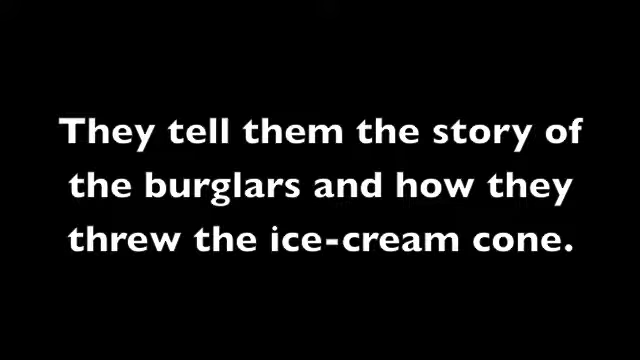 They tell them the story of
the burglars and how they
threw the ice-cream cone.